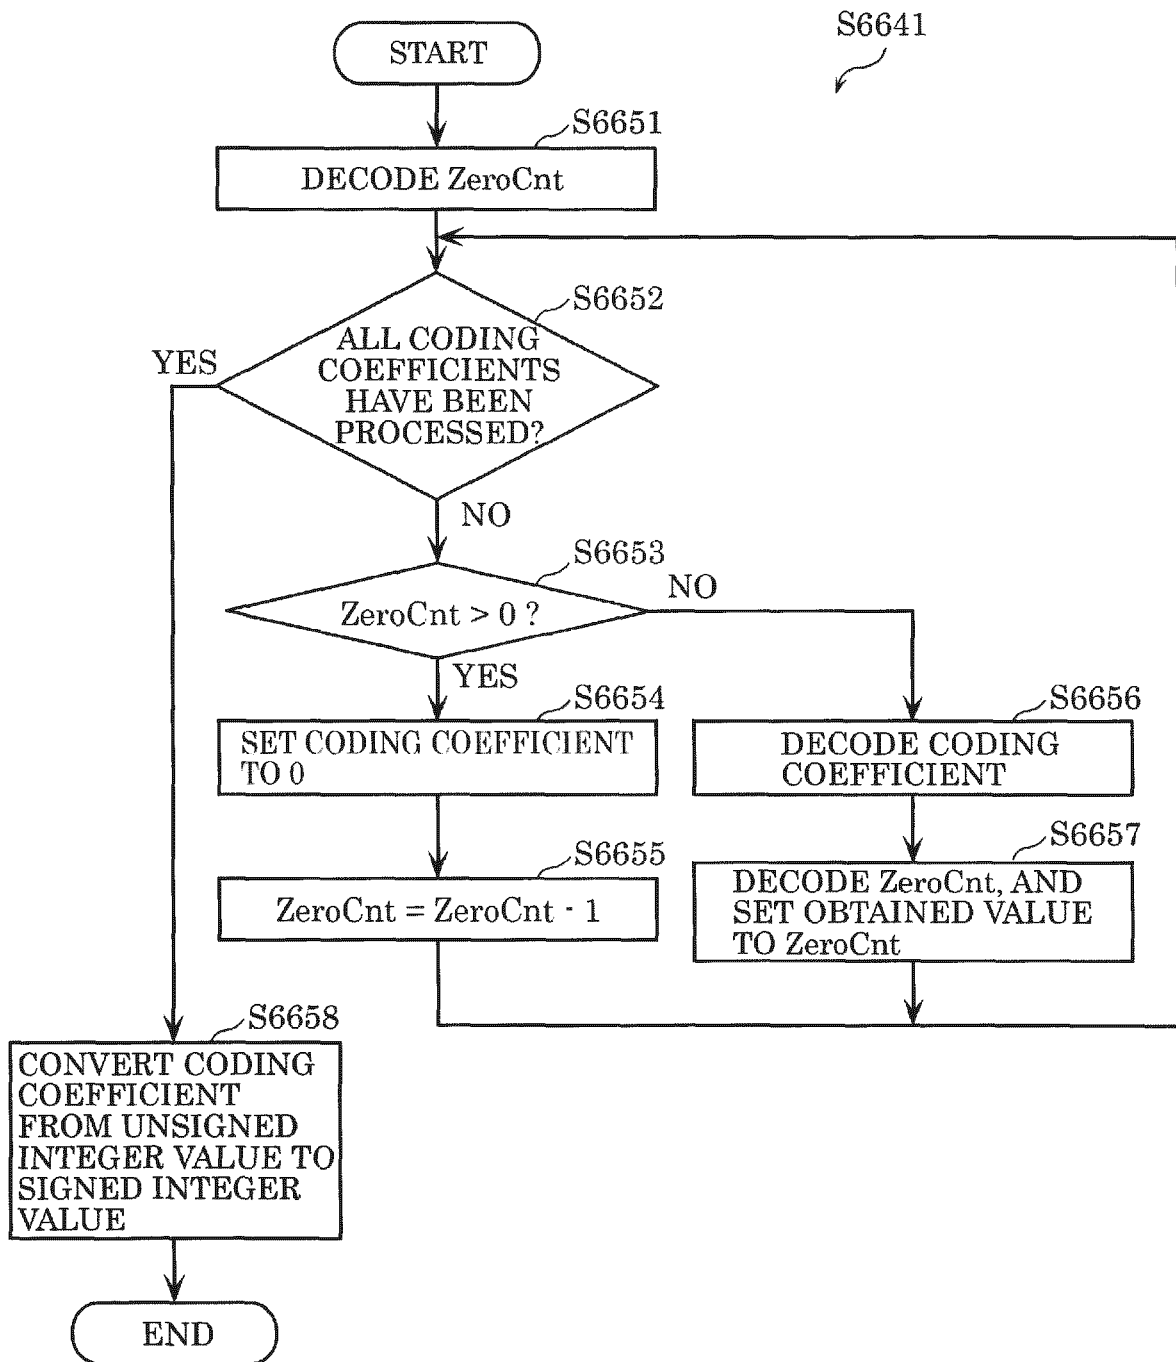 S6641
START
S6651
DECODE ZeroCnt
S6652
ALL CODING
COEFFICIENTS
HAVE BEEN
PROCESSED?
YES
NO
S6653
ZeroCnt > 0 ?
NO
YES
S6654
SET CODING COEFFICIENT
TO 0
S6656
DECODE CODING
COEFFICIENT
S6655
ZeroCnt = ZeroCnt - 1
S6657
DECODE ZeroCnt, AND
SET OBTAINED VALUE
TO ZeroCnt
S6658
CONVERT CODING
COEFFICIENT
FROM UNSIGNED
INTEGER VALUE TO
SIGNED INTEGER
VALUE
END